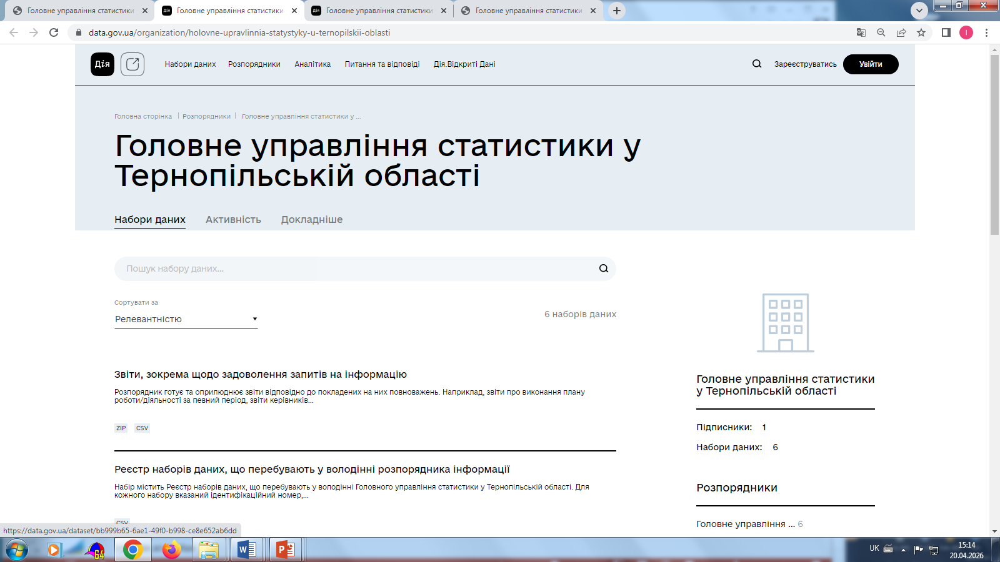 Головне управління статистики
Головне управління статистики
Головне управління статистики
Головне управління статистики
data.gov.ua/organization/holovne-upravlinnia-statystyky-u-ternopilskii-oblasti
Дія
Набори даних
Розпорядники
Аналітика
Питання та відповіді
Дія.Відкриті Дані
Зареєструватись
Увійти
Головна сторінка
Розпорядники
Головне управління статистики у ...
Головне управління статистики у
Тернопільській області
Набори даних
Активність
Докладніше
Пошук набору даних...
Сортувати за
Релевантністю
6 наборів даних
Звіти, зокрема щодо задоволення запитів на інформацію
Розпорядник готує та оприлюднює звіти відповідно до покладених на них повноважень. Наприклад, звіти про виконання плану
роботи/діяльності за певний період, звіти керівників...
ZIP CSV
Реєстр наборів даних, що перебувають у володінні розпорядника інформації
Набір містить Реєстр наборів даних, що перебувають у володінні Головного управління статистики у Тернопільській області. Для
кожного набору вказаний ідентифікаційний номер,...
CSV
Головне управління статистики
у Тернопільській області
Підписники: 1
Набори даних: 6
Розпорядники
Головне управління ... 6
https://data.gov.ua/dataset/bb999b65-6ae1-49f0-b998-ce8e652ab6dd
64
UK
15:14
20.04.2026